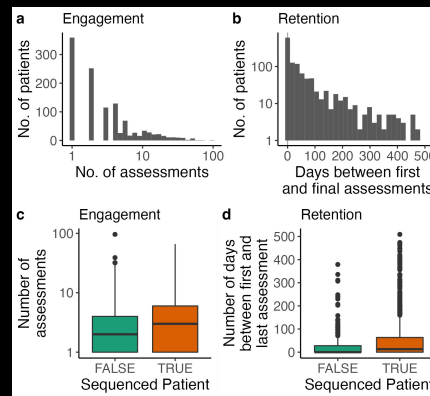 a Engagement
No. of patients
300
200
100
0
1 10 100
No. of assessments
b Retention
No. of patients
100
10
1
0 100 200 300 400 500
Days between first
and final assessments
c Engagement
Number of
assessments
100
10
1
FALSE TRUE
Sequenced Patient
d Retention
Number of days
between first and
last assessment
500
400
300
200
100
0
FALSE TRUE
Sequenced Patient